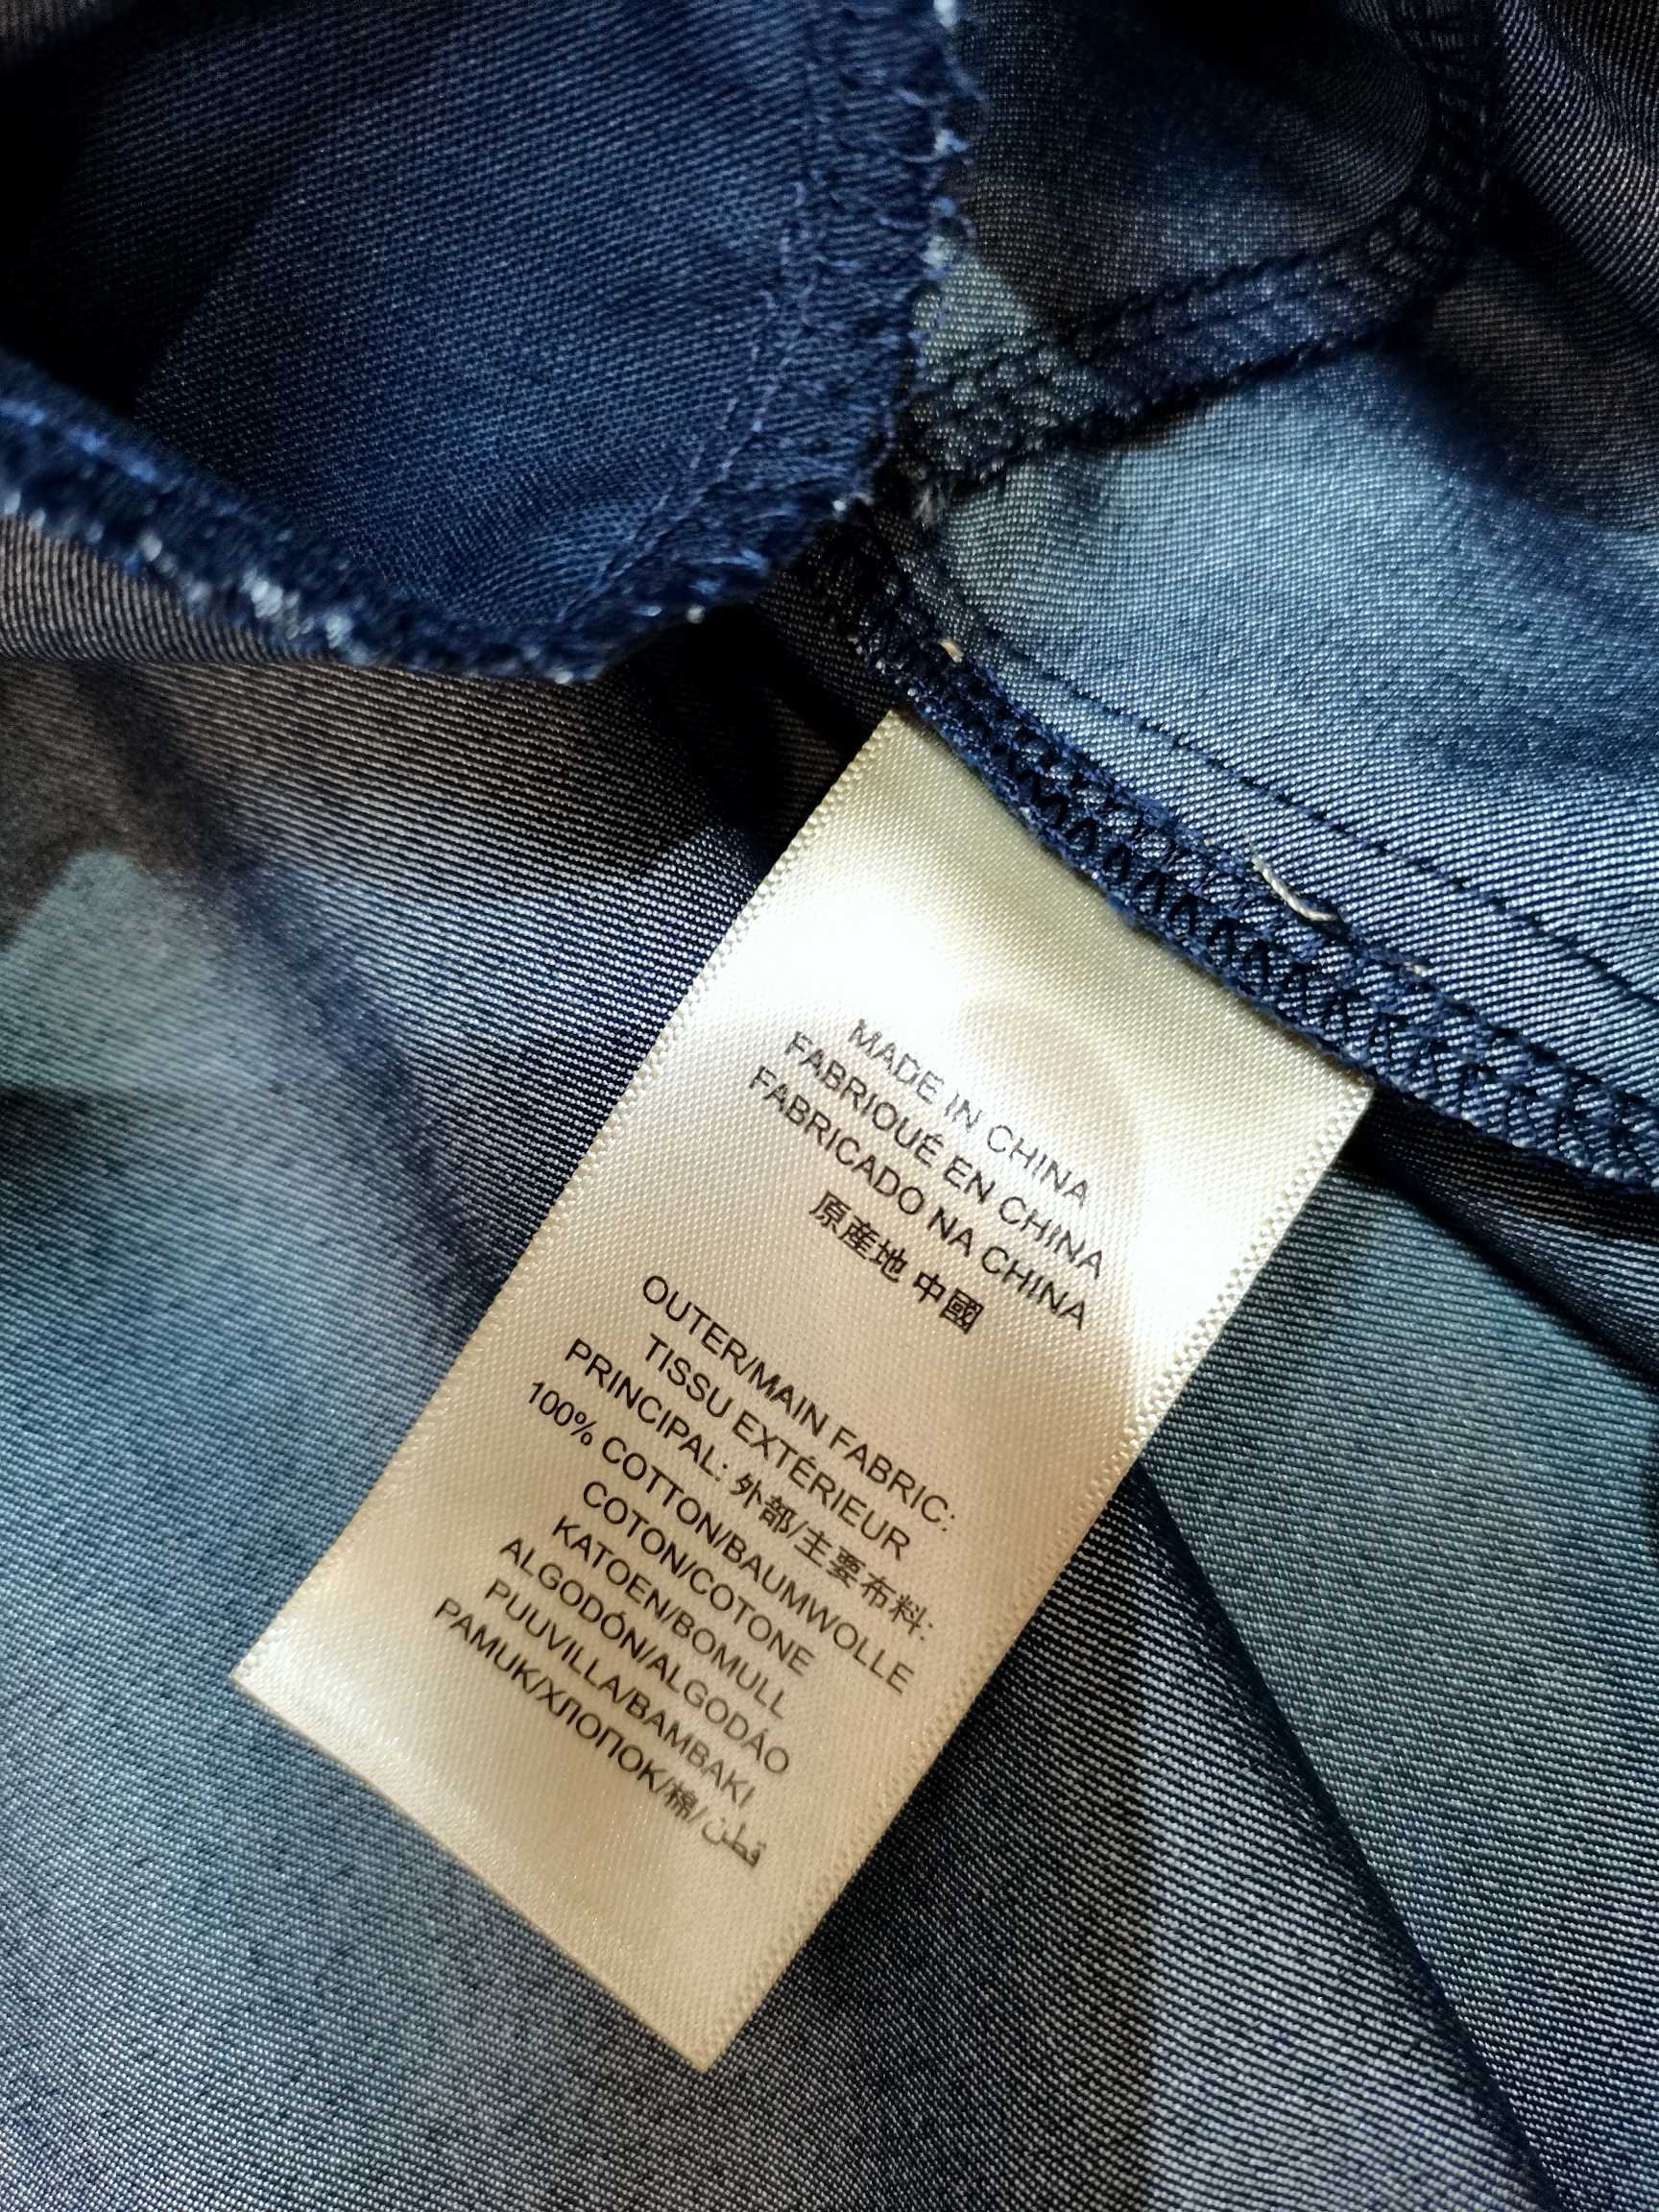 MADE IN CHINA
FABRIQUÉ EN CHINA
FABRICADO NA CHINA
原產地 中國
OUTER/MAIN FABRIC:
TISSU EXTÉRIEUR
PRINCIPAL: 外部/主要布料:
100% COTTON/BAUMWOLLE
COTON/COTONE
KATOEN/BOMULL
ALGODÓN/ALGODÁO
PUUVILLA/BAMBAKI
PAMUK/ХЛОПОК/棉/قطن